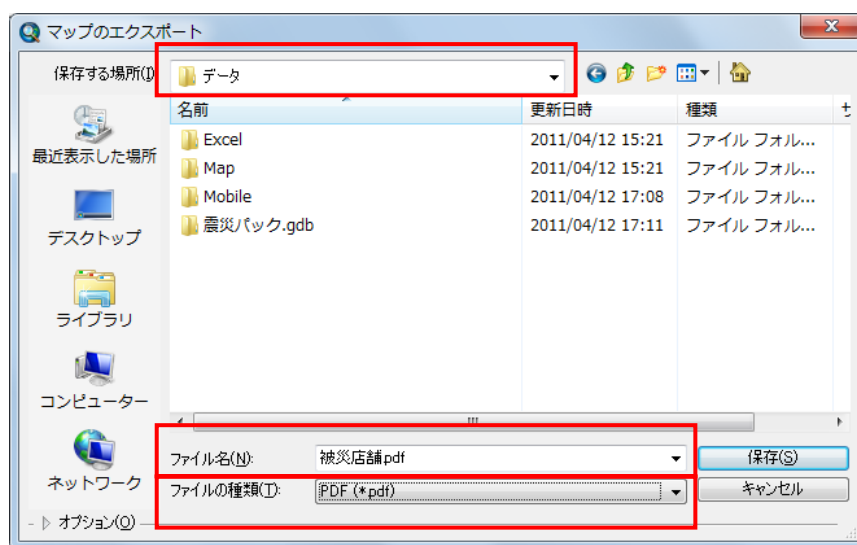 マップのエクスポート
保存する場所(I)
データ
名前
更新日時
種類
サ
Excel
2011/04/12 15:21
ファイル フォル...
Map
2011/04/12 15:21
ファイル フォル...
Mobile
2011/04/12 17:08
ファイル フォル...
震災パック.gdb
2011/04/12 17:11
ファイル フォル...
最近表示した場所
デスクトップ
ライブラリ
コンピューター
ネットワーク
ファイル名(N):
被災店舗.pdf
保存(S)
ファイルの種類(T):
PDF (*.pdf)
キャンセル
オプション(O)